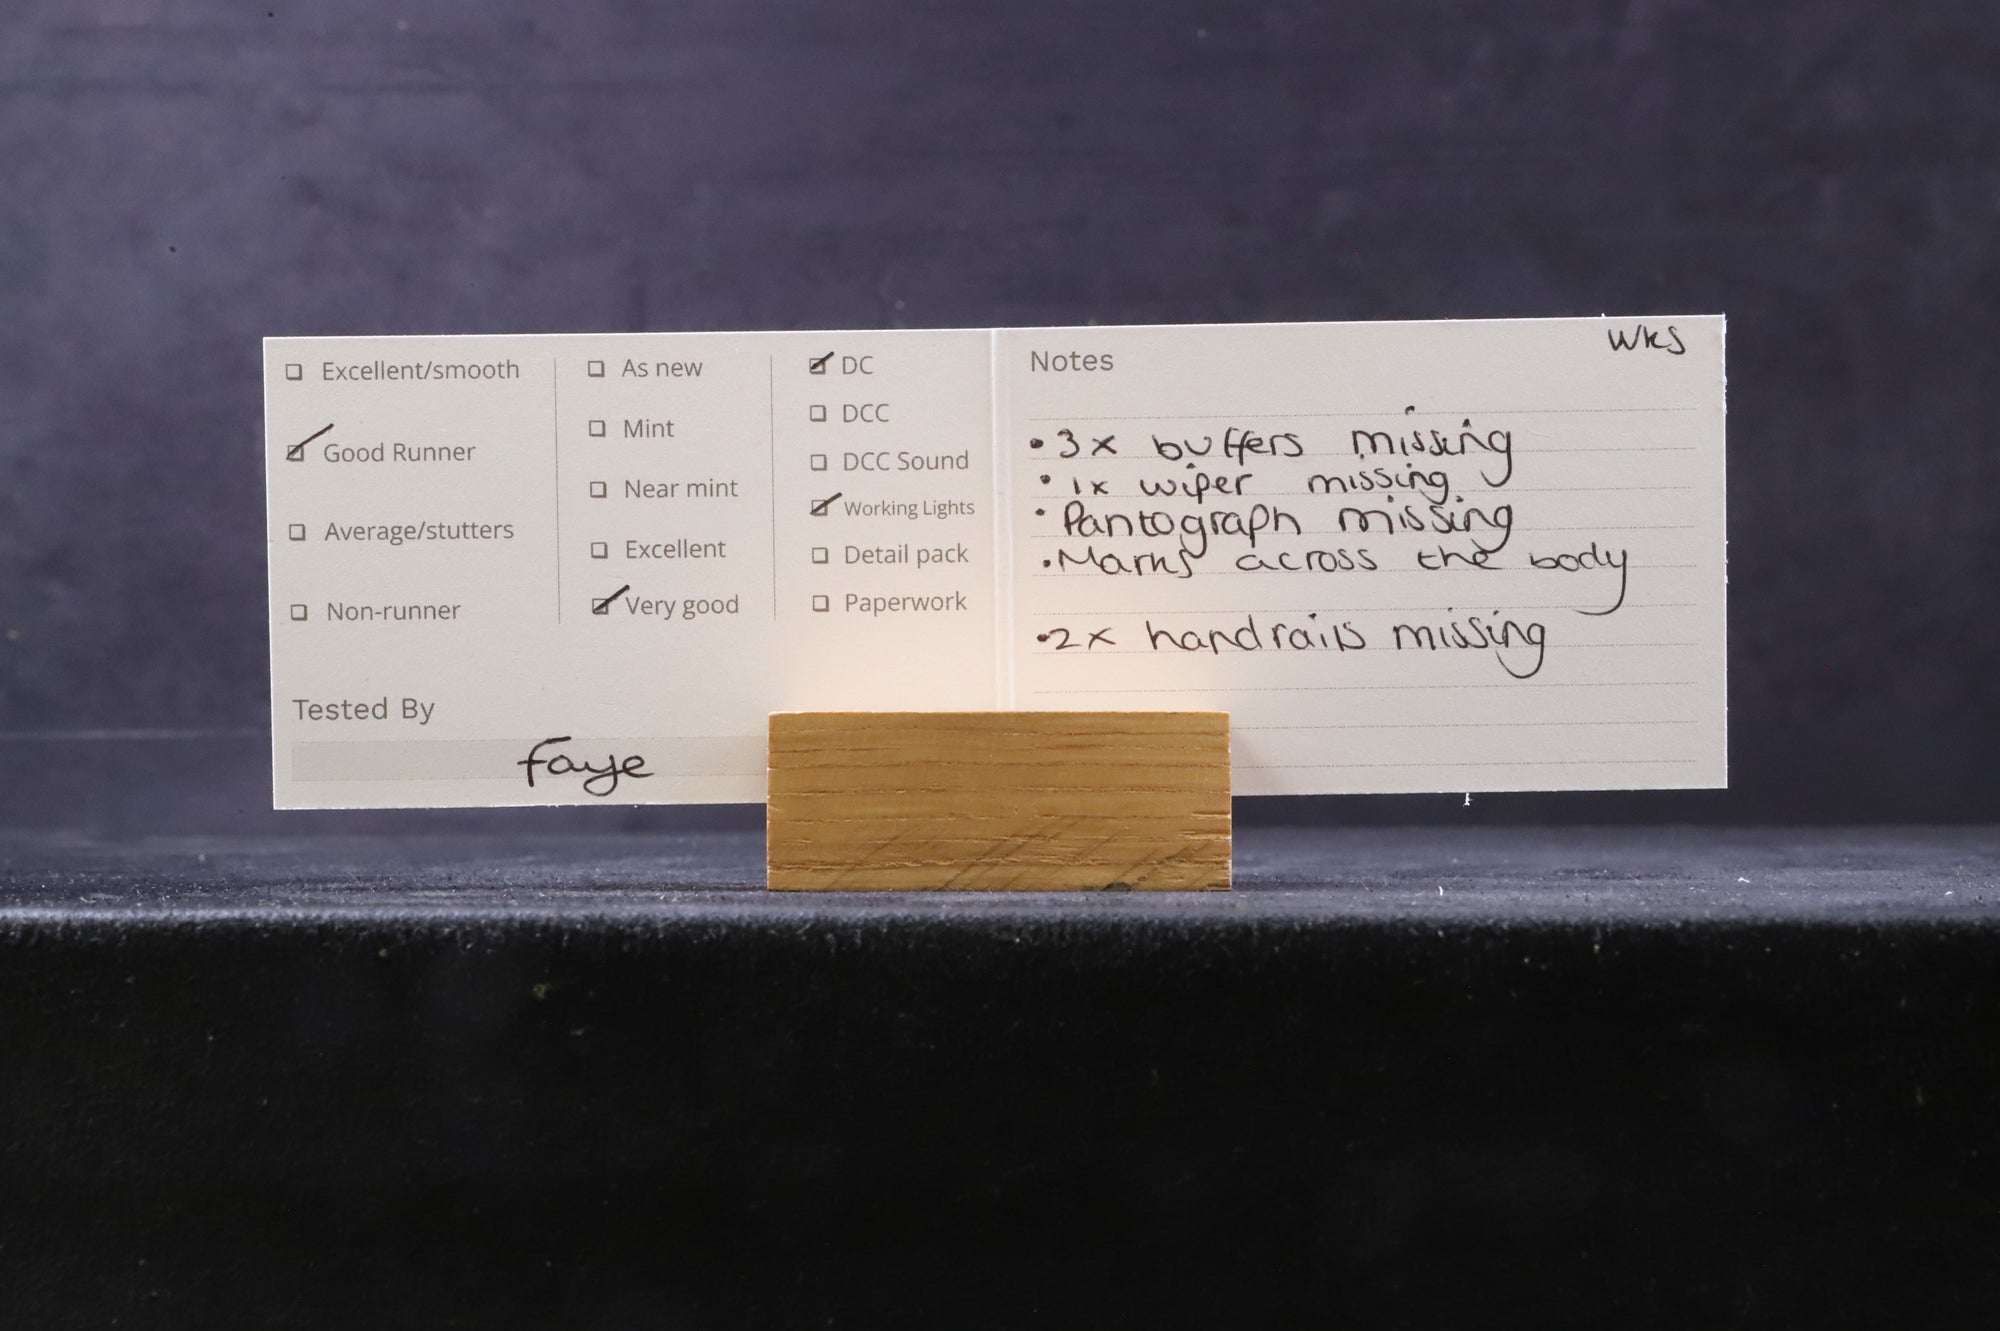 Excellent/smooth
Good Runner
Average/stutters
Non-runner
As new
Mint
Near mint
Excellent
Very good
DC
DCC
DCC Sound
Working Lights
Detail pack
Paperwork
Tested By
Faye
Notes
WKS
• 3x buffers missing
• 1x wiper missing
• Pantograph missing
• Marks across the body
• 2x handrails missing